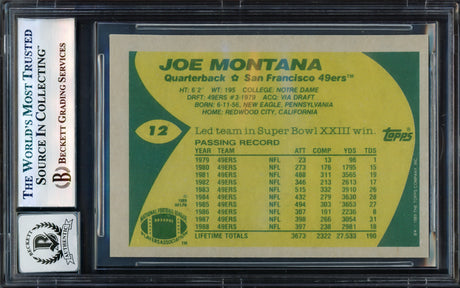 THE WORLD'S MOST TRUSTED
SOURCE IN COLLECTING™
BECKETT GRADING SERVICES
BECKETT
AUTHENTIC
JOE MONTANA
Quarterback ✩ San Francisco 49ers™
HT: 6'2" WT: 195 COLLEGE: NOTRE DAME
DRFT: 49ERS #3-1979 ACQ: VIA DRAFT
BORN: 6-11-56, NEW EAGLE, PENNSYLVANIA
HOME: REDWOOD CITY, CALIFORNIA
12
Led team in Super Bowl XXIII win.
Topps
PASSING RECORD
YEAR TEAM ATT COMP YDS TDS
1979 49ERS NFL 23 13 96 1
1980 49ERS NFL 273 176 1795 15
1981 49ERS NFL 488 311 3565 19
1982 49ERS NFL 346 213 2613 17
1983 49ERS NFL 515 332 3910 26
1984 49ERS NFL 432 279 3630 28
1985 49ERS NFL 494 303 3653 27
1986 49ERS NFL 307 191 2236 8
1987 49ERS NFL 398 266 3054 31
1988 49ERS NFL 397 238 2981 18
LIFETIME TOTALS 3673 2322 27,533 190